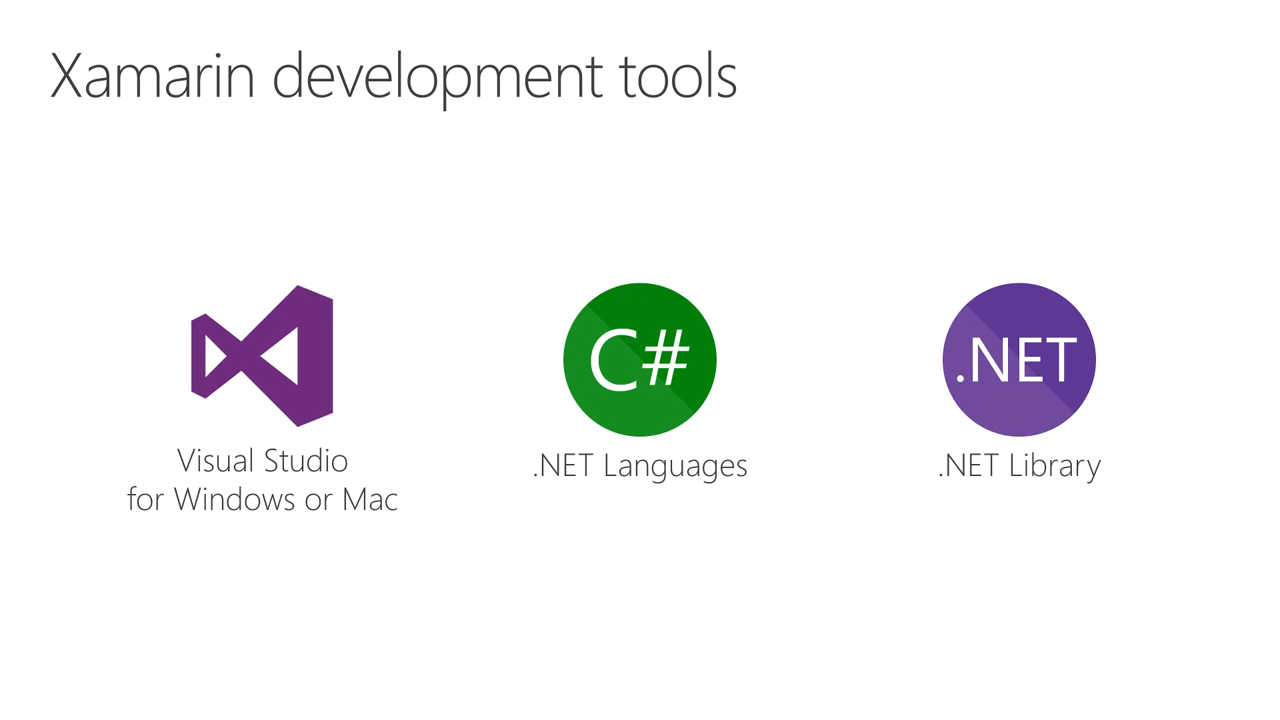 Xamarin development tools
C#
.NET
Visual Studio
for Windows or Mac
.NET Languages
.NET Library